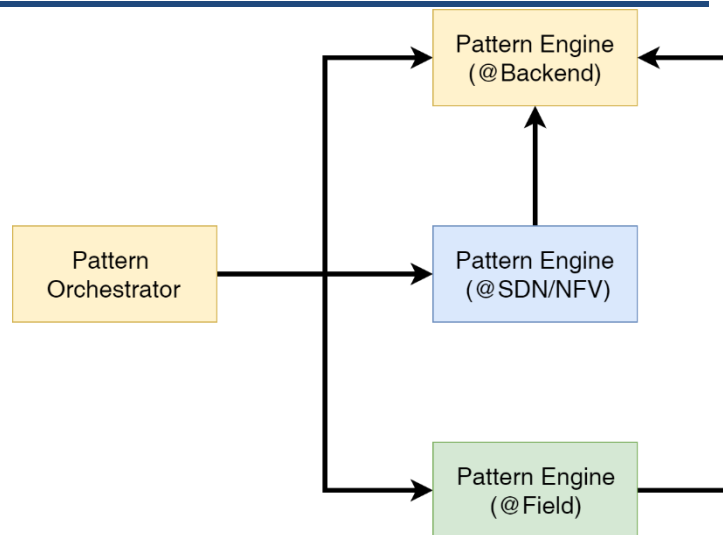 Pattern Engine
(@Backend)
Pattern
Orchestrator
Pattern Engine
(@SDN/NFV)
Pattern Engine
(@Field)